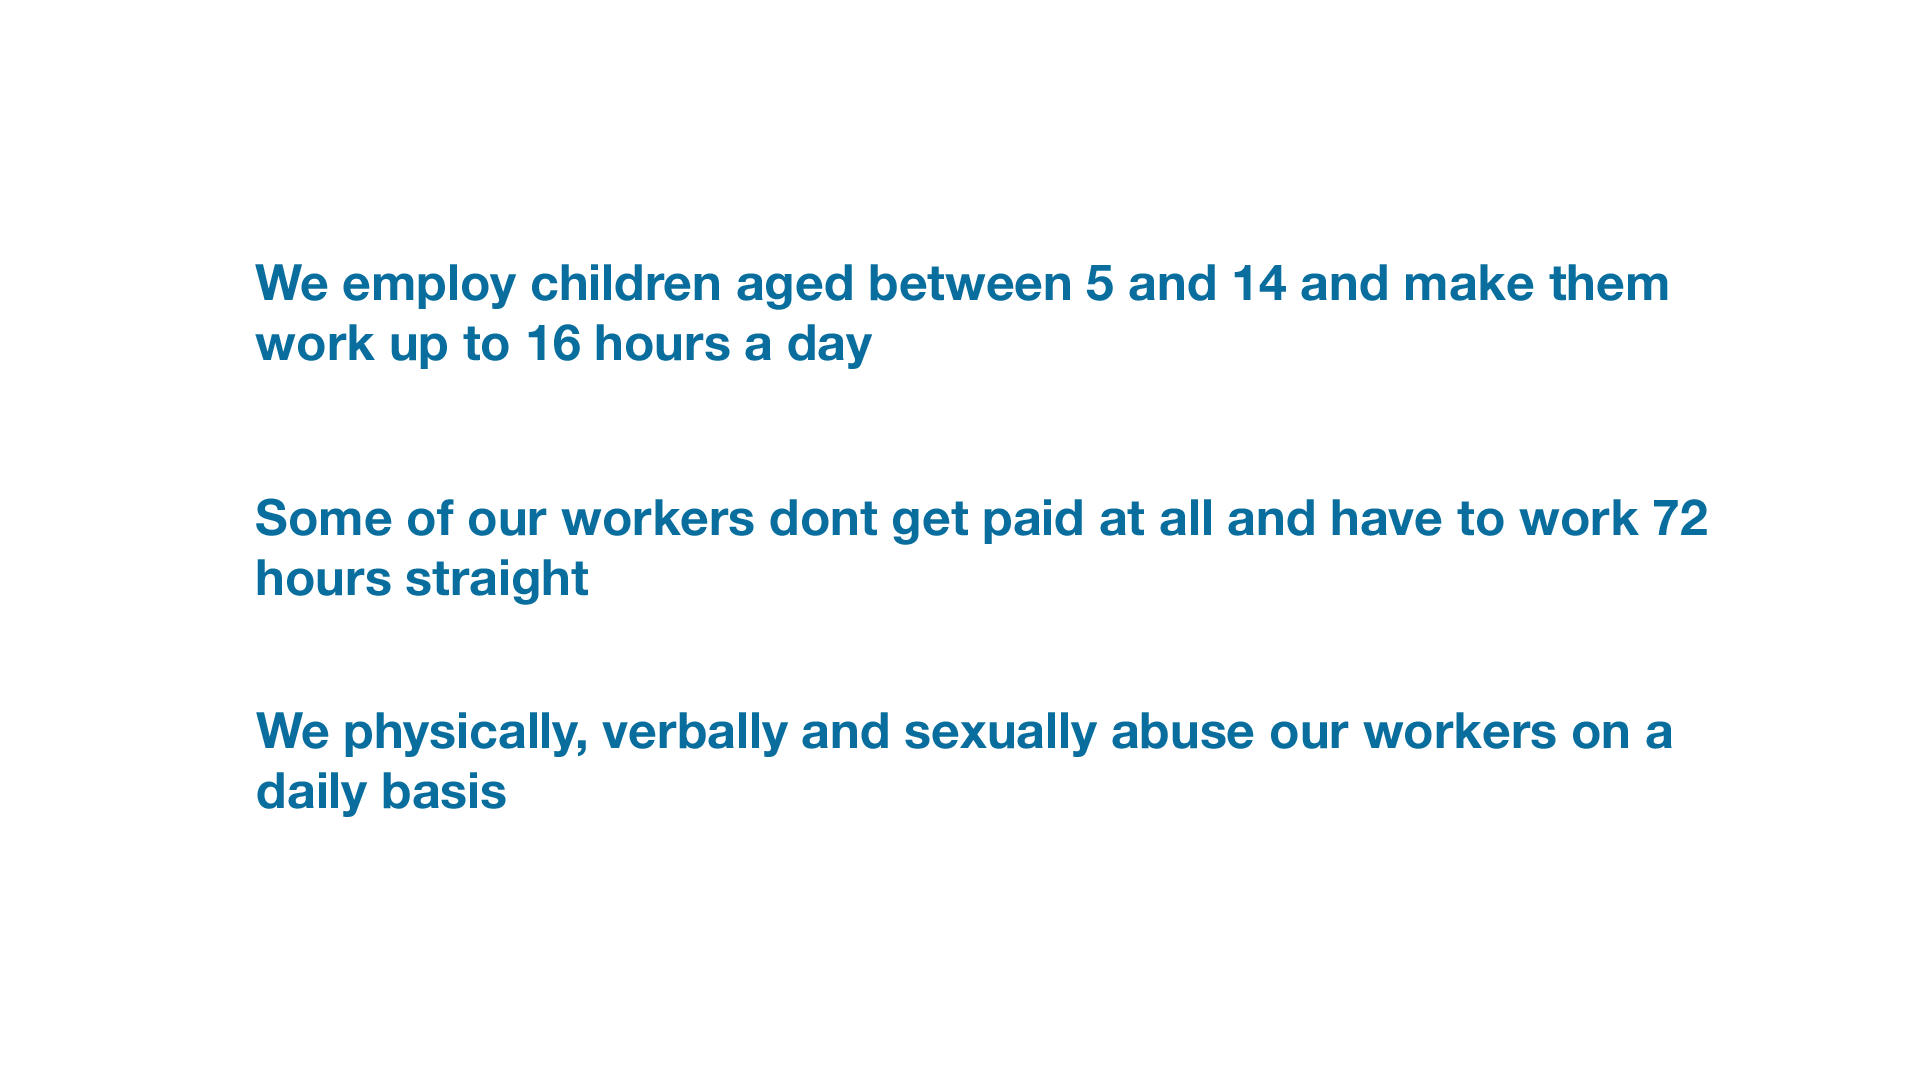 We employ children aged between 5 and 14 and make them
work up to 16 hours a day
Some of our workers dont get paid at all and have to work 72
hours straight
We physically, verbally and sexually abuse our workers on a
daily basis